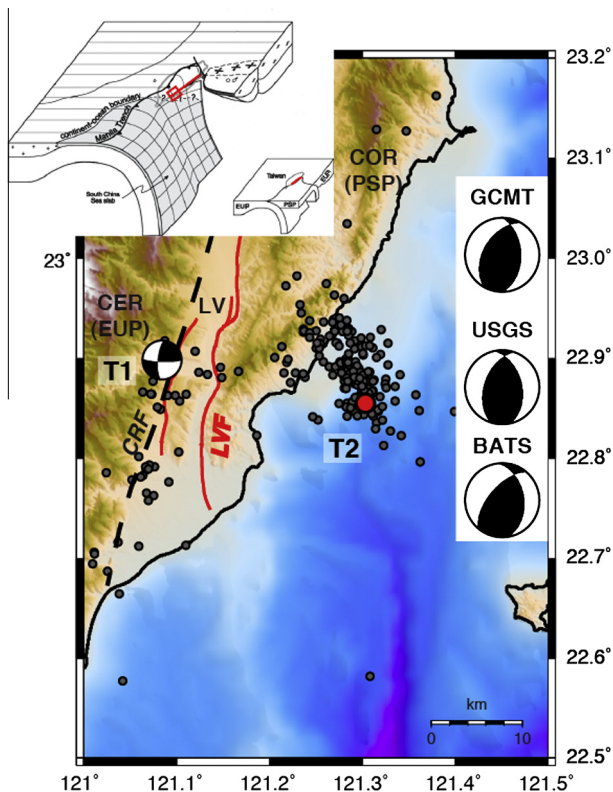 continent-ocean boundary
Manila Trench
?
?
South China
Sea slab
Taiwan
EUP
PSP
EUP
COR
(PSP)
GCMT
USGS
BATS
CER
(EUP)
LV
T1
CRF
LVF
T2
km
0
10
23°
23.2°
23.1°
23.0°
22.9°
22.8°
22.7°
22.6°
22.5°
121°
121.1°
121.2°
121.3°
121.4°
121.5°